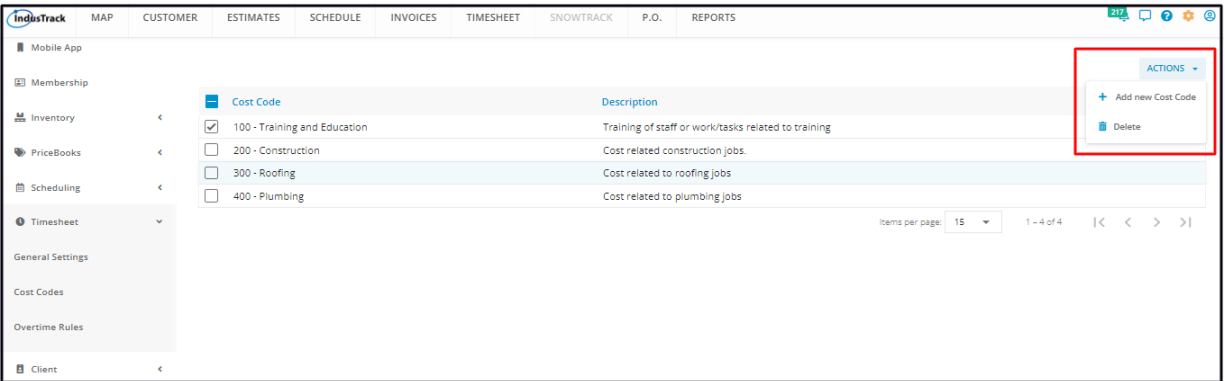 IndusTrack MAP CUSTOMER ESTIMATES SCHEDULE INVOICES TIMESHEET SNOWTRACK P.O. REPORTS 217
Mobile App
ACTIONS
Membership
Add new Cost Code
Cost Code Description
Inventory
Delete
100 - Training and Education Training of staff or work/tasks related to training
200 - Construction Cost related construction jobs.
PriceBooks
300 - Roofing Cost related to roofing jobs
Scheduling
400 - Plumbing Cost related to plumbing jobs
Timesheet
Items per page: 15 1 – 4 of 4
General Settings
Cost Codes
Overtime Rules
Client